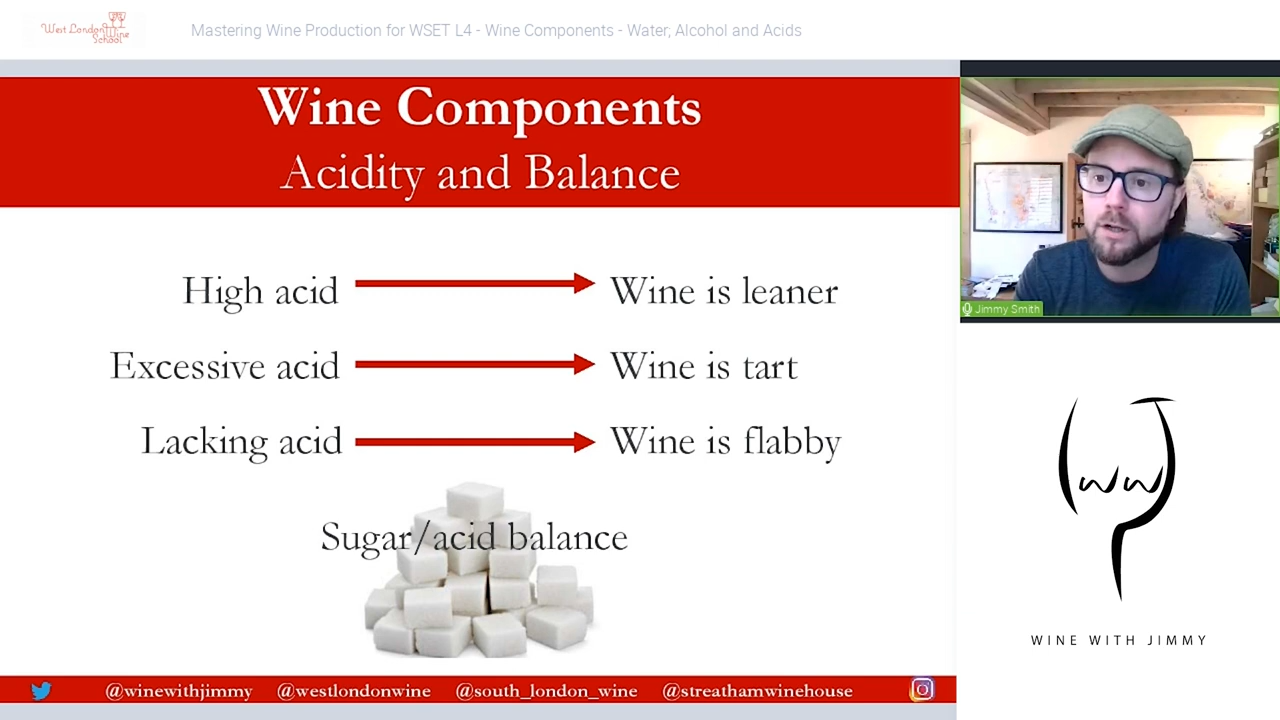 West London Wine School
Mastering Wine Production for WSET L4 - Wine Components - Water, Alcohol and Acids
Wine Components
Acidity and Balance
High acid
Wine is leaner
Excessive acid
Wine is tart
Lacking acid
Wine is flabby
Sugar/acid balance
@winewithjimmy @westlondonwine @south_london_wine @streathamwinehouse
Jimmy Smith
WINE WITH JIMMY